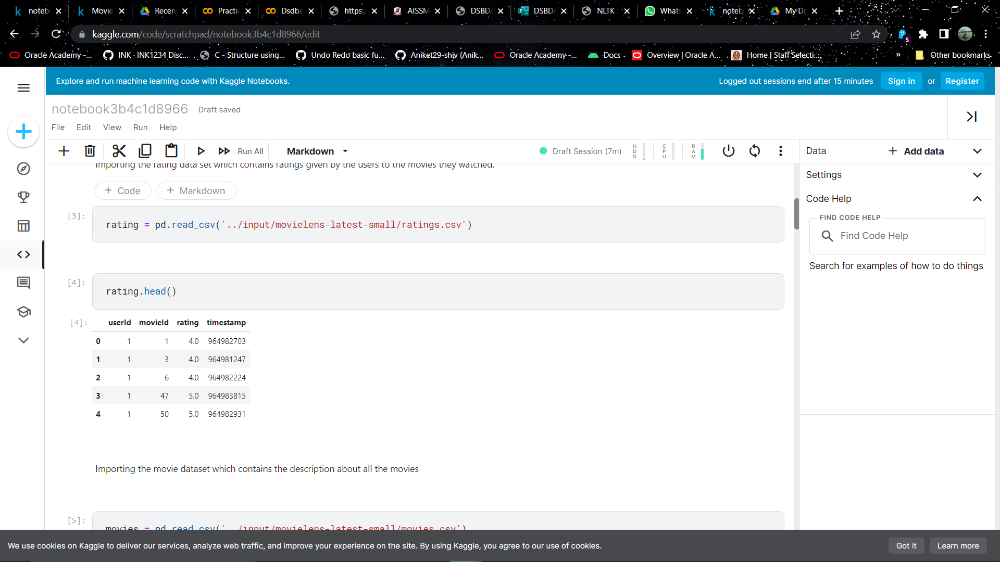 noteb
Movie
Recen
Practic
Dsdba
https:
AISSM
DSBDA
DSBDA
NLTK
Whats
noteb
My Dr
kaggle.com/code/scratchpad/notebook3b4c1d8966/edit
5
Oracle Academy -...
INK · INK1234 Disc...
C - Structure using...
Undo Redo basic fu...
Aniket29-shiv (Anik...
Oracle Academy -...
Docs
Overview | Oracle A...
Home | Staff Selecti...
»
Other bookmarks
Explore and run machine learning code with Kaggle Notebooks.
Logged out sessions end after 15 minutes
Sign in
or
Register
notebook3b4c1d8966
Draft saved
File Edit View Run Help
Run All
Markdown
Draft Session (7m)
HDD
CPU
RAM
Data
+ Add data
Settings
Code Help
FIND CODE HELP
Find Code Help
Search for examples of how to do things
Importing the rating data set which contains ratings given by the users to the movies they watched.
+ Code
+ Markdown
[3]:
rating = pd.read_csv('../input/movielens-latest-small/ratings.csv')
[4]:
rating.head()
[4]:
userId movieId rating timestamp
0 1 1 4.0 964982703
1 1 3 4.0 964981247
2 1 6 4.0 964982224
3 1 47 5.0 964983815
4 1 50 5.0 964982931
Importing the movie dataset which contains the description about all the movies
[5]:
movies = pd.read_csv('../input/movielens-latest-small/movies.csv')
We use cookies on Kaggle to deliver our services, analyze web traffic, and improve your experience on the site. By using Kaggle, you agree to our use of cookies.
Got it
Learn more